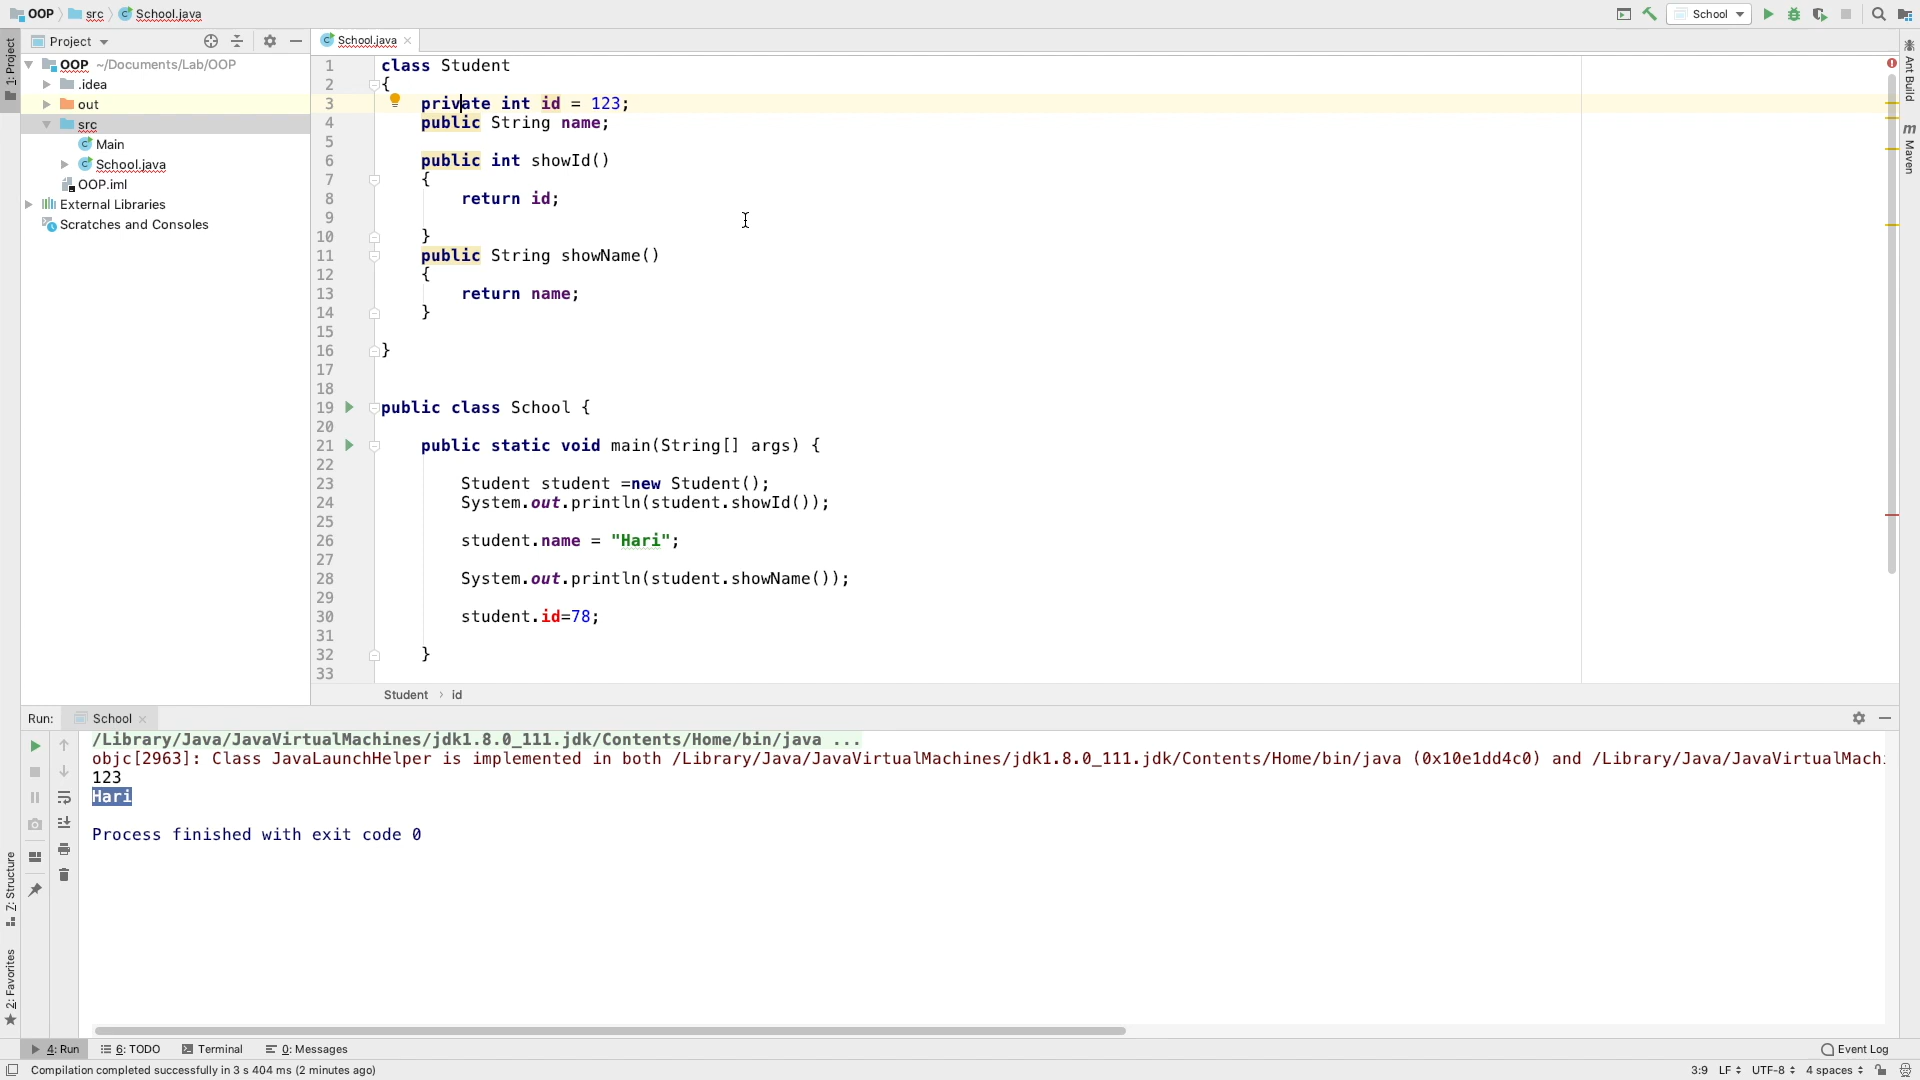 OOP src School.java
School
Project
School.java
1: Project
OOP ~/Documents/Lab/OOP
.idea
out
src
Main
School.java
OOP.iml
External Libraries
Scratches and Consoles
1 class Student
2 {
3 private int id = 123;
4 public String name;
5
6 public int showId()
7 {
8 return id;
9
10 }
11 public String showName()
12 {
13 return name;
14 }
15
16 }
17
18
19 public class School {
20
21 public static void main(String[] args) {
22
23 Student student =new Student();
24 System.out.println(student.showId());
25
26 student.name = "Hari";
27
28 System.out.println(student.showName());
29
30 student.id=78;
31
32 }
33
Student › id
Ant Build
m Maven
Run: School
/Library/Java/JavaVirtualMachines/jdk1.8.0_111.jdk/Contents/Home/bin/java ...
objc[2963]: Class JavaLaunchHelper is implemented in both /Library/Java/JavaVirtualMachines/jdk1.8.0_111.jdk/Contents/Home/bin/java (0x10e1dd4c0) and /Library/Java/JavaVirtualMachi
123
Hari
Process finished with exit code 0
Z: Structure
2: Favorites
4: Run 6: TODO Terminal 0: Messages Event Log
Compilation completed successfully in 3 s 404 ms (2 minutes ago) 3:9 LF UTF-8 4 spaces